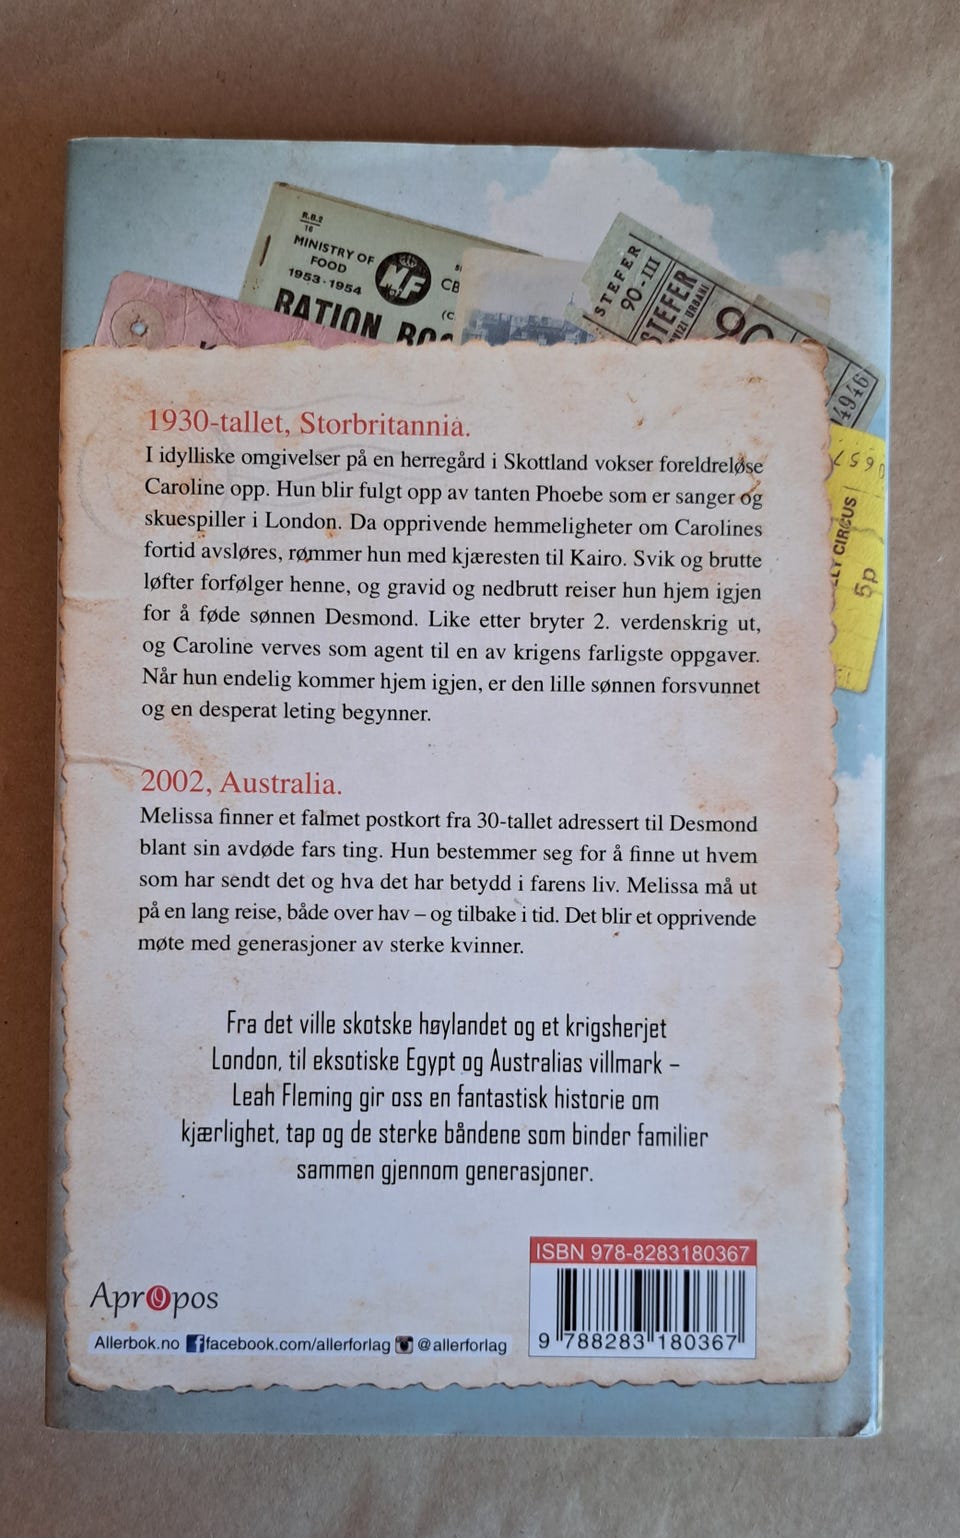 R.B.2
16
MINISTRY OF
FOOD
1953-1954
MF
RATION
STEFER
90-III
STEFER
90
4946
CIRCUS
5p
1930-tallet, Storbritannia.
I idylliske omgivelser på en herregård i Skottland vokser foreldreløse
Caroline opp. Hun blir fulgt opp av tanten Phoebe som er sanger og
skuespiller i London. Da opprivende hemmeligheter om Carolines
fortid avsløres, rømmer hun med kjæresten til Kairo. Svik og brutte
løfter forfølger henne, og gravid og nedbrutt reiser hun hjem igjen
for å føde sønnen Desmond. Like etter bryter 2. verdenskrig ut,
og Caroline verves som agent til en av krigens farligste oppgaver.
Når hun endelig kommer hjem igjen, er den lille sønnen forsvunnet
og en desperat leting begynner.
2002, Australia.
Melissa finner et falmet postkort fra 30-tallet adressert til Desmond
blant sin avdøde fars ting. Hun bestemmer seg for å finne ut hvem
som har sendt det og hva det har betydd i farens liv. Melissa må ut
på en lang reise, både over hav – og tilbake i tid. Det blir et opprivende
møte med generasjoner av sterke kvinner.
Fra det ville skotske høylandet og et krigsherjet
London, til eksotiske Egypt og Australias villmark –
Leah Fleming gir oss en fantastisk historie om
kjærlighet, tap og de sterke båndene som binder familier
sammen gjennom generasjoner.
ISBN 978-8283180367
9 788283 180367
Apropos
Allerbok.no facebook.com/allerforlag @allerforlag